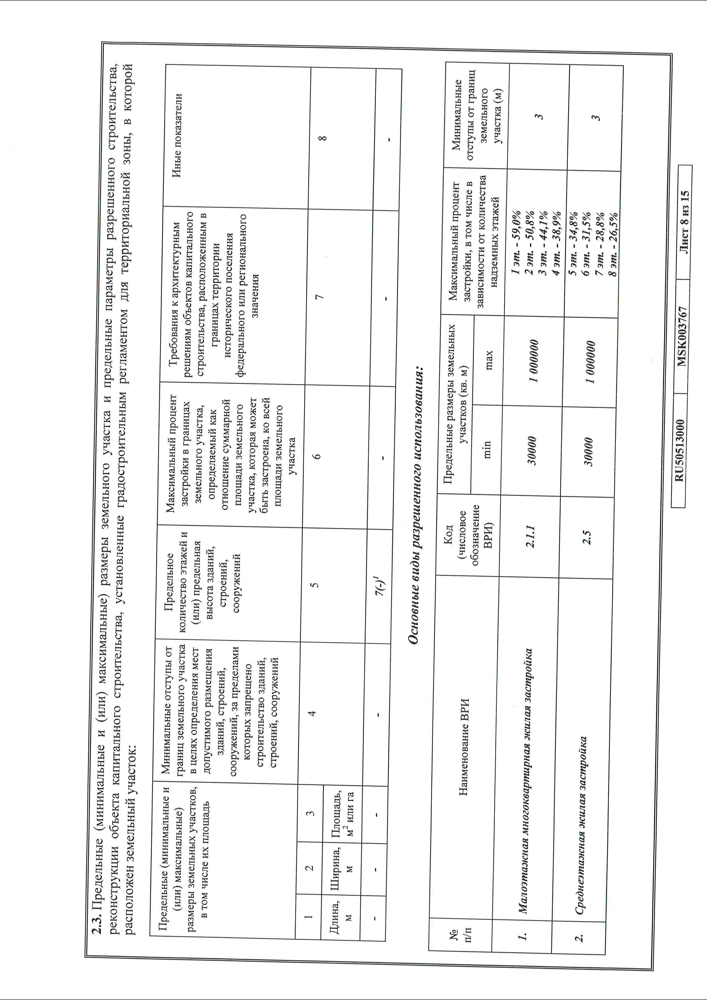 2.3. Предельные (минимальные и (или) максимальные) размеры земельного участка и предельные параметры разрешенного строительства,
реконструкции объекта капитального строительства, установленные градостроительным регламентом для территориальной зоны, в которой
расположен земельный участок:
Предельные (минимальные и
(или) максимальные)
размеры земельных участков,
в том числе их площадь
Минимальные отступы от
границ земельного участка
в целях определения мест
допустимого размещения
зданий, строений,
сооружений, за пределами
которых запрещено
строительство зданий,
строений, сооружений
Предельное
количество этажей и
(или) предельная
высота зданий,
строений,
сооружений
Максимальный процент
застройки в границах
земельного участка,
определяемый как
отношение суммарной
площади земельного
участка, которая может
быть застроена, ко всей
площади земельного
участка
Требования к архитектурным
решениям объектов капитального
строительства, расположенным в
границах территории
исторического поселения
федерального или регионального
значения
Иные показатели
1 2 3 4 5 6 7 8
Длина,
м
Ширина,
м
Площадь,
м² или га
- - - - 7(-)¹ - - -
Основные виды разрешенного использования:
№
п/п
Наименование ВРИ
Код
(числовое
обозначение
ВРИ)
Предельные размеры земельных
участков (кв. м)
min max
Максимальный процент
застройки, в том числе в
зависимости от количества
надземных этажей
Минимальные
отступы от границ
земельного
участка (м)
1. Малоэтажная многоквартирная жилая застройка 2.1.1 30000 1 000000
1 эт. - 59,0%
2 эт. - 50,8%
3 эт. - 44,1%
4 эт. - 38,9%
3
2. Среднеэтажная жилая застройка 2.5 30000 1 000000
5 эт. - 34,8%
6 эт. - 31,5%
7 эт. - 28,8%
8 эт. - 26,5%
3
RU50513000 MSK003767 Лист 8 из 15